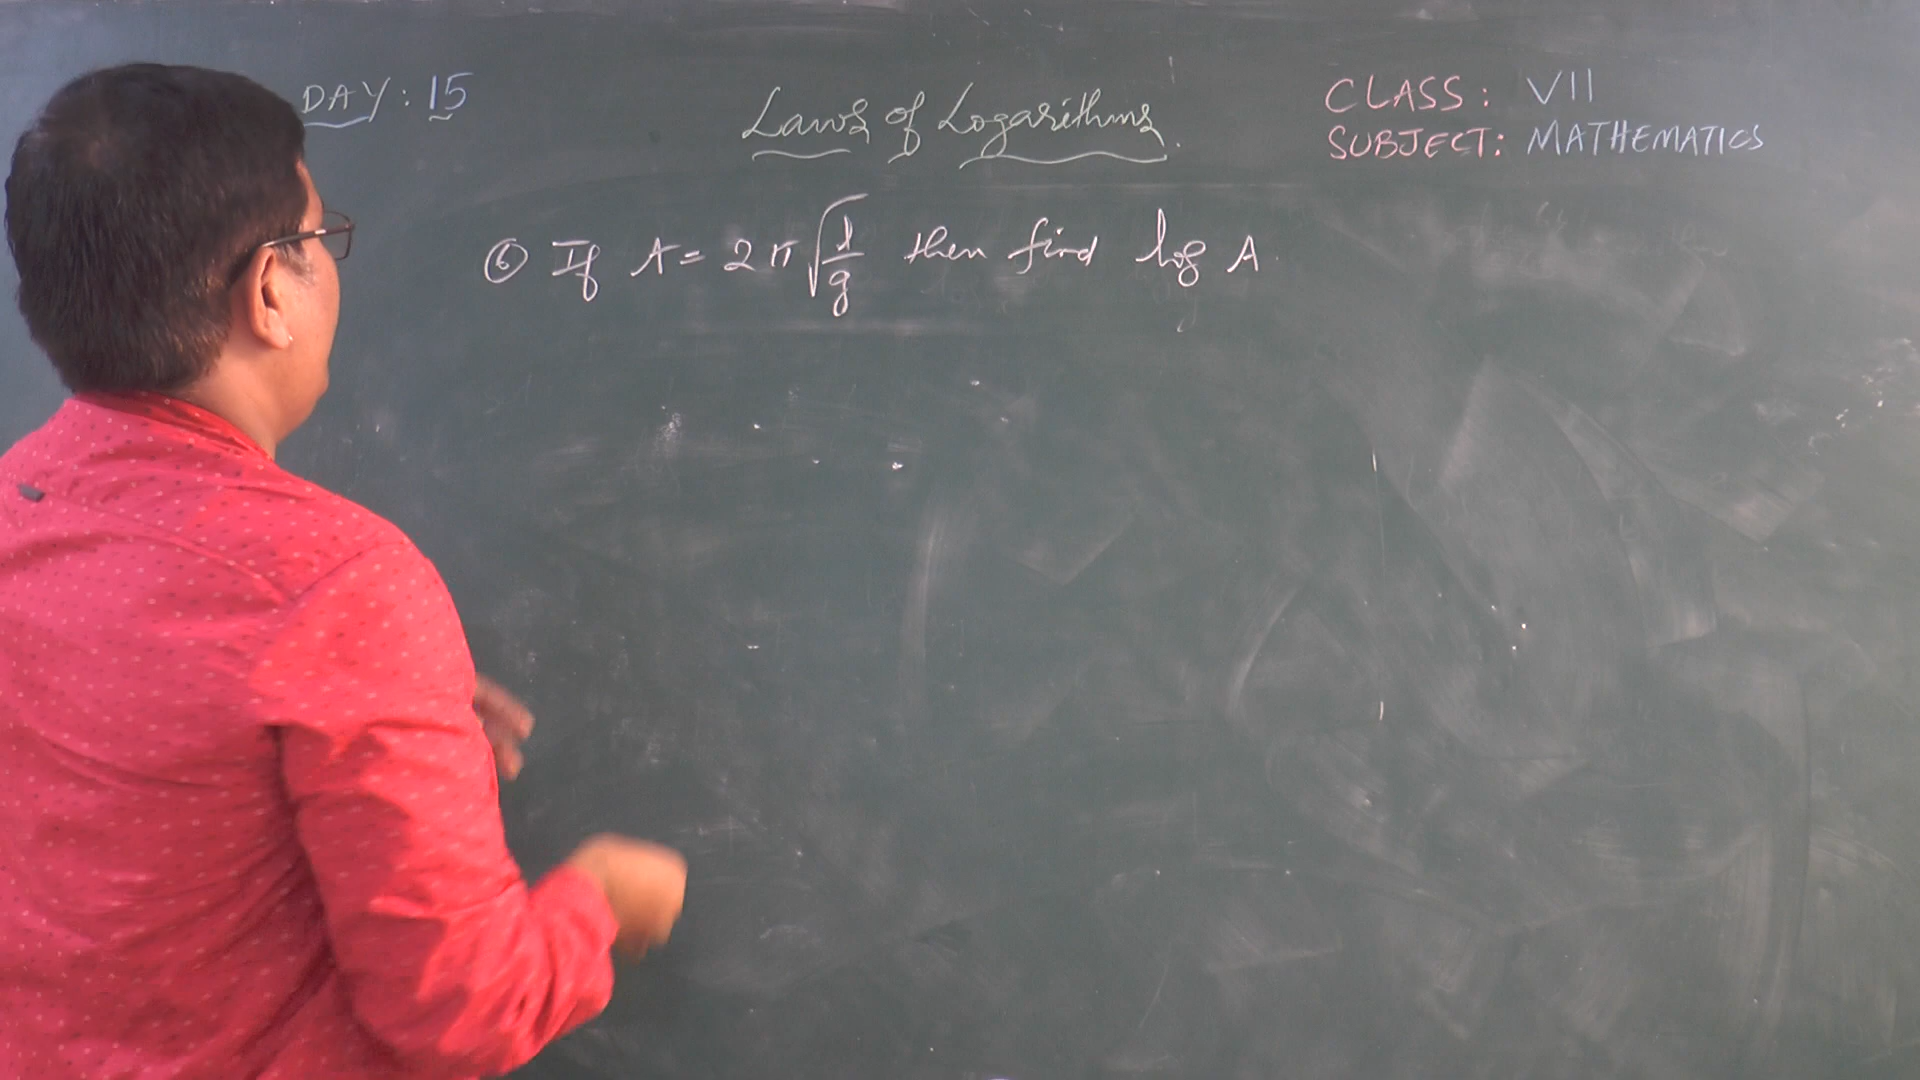 DAY: 15
Laws of Logarithms.
CLASS: VII
SUBJECT: MATHEMATICS
⑥ If A = 2π√(l/g) then find log A.